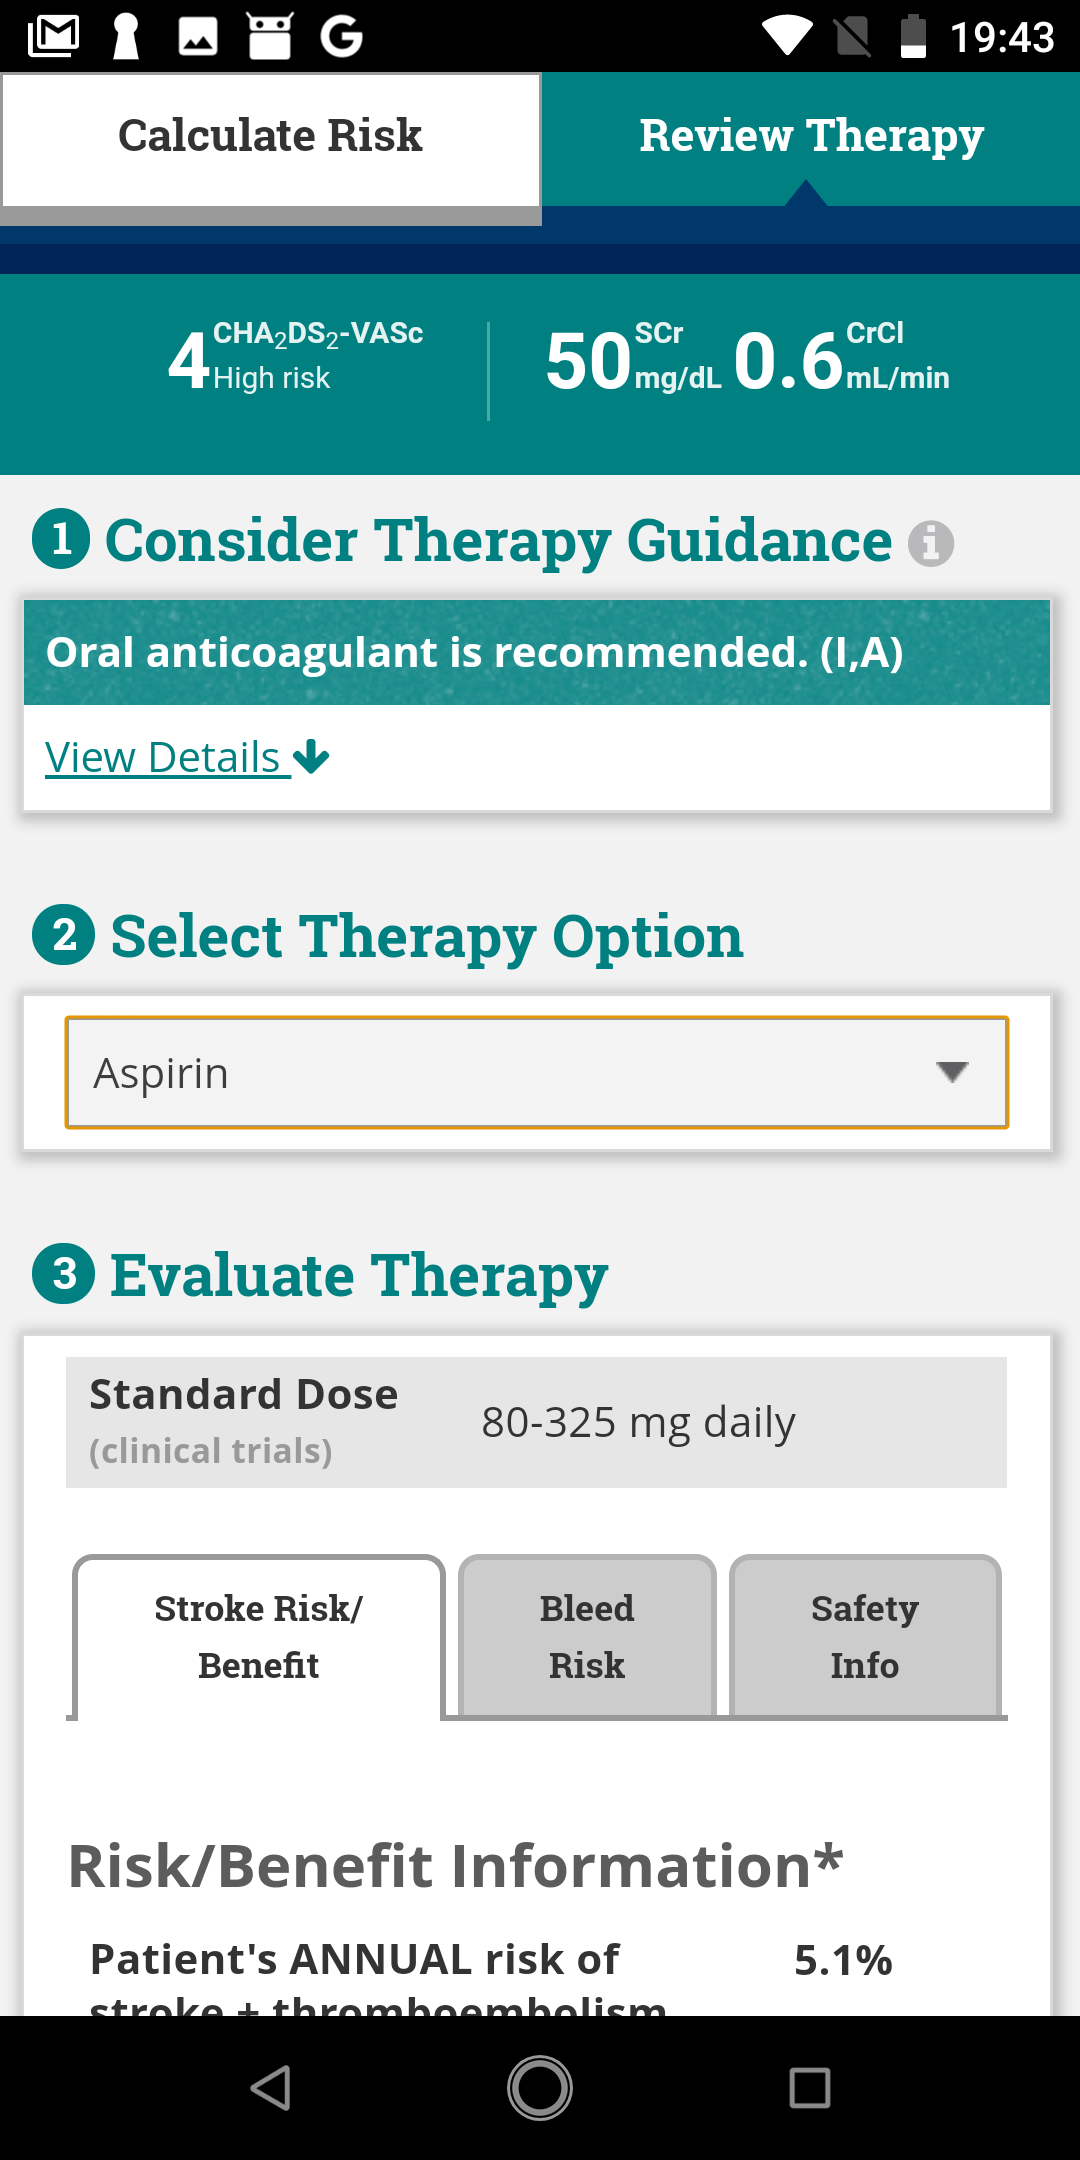 19:43
Calculate Risk
Review Therapy
4 CHA2DS2-VASc
High risk
50 SCr
mg/dL
0.6 CrCl
mL/min
1 Consider Therapy Guidance i
Oral anticoagulant is recommended. (I,A)
View Details
2 Select Therapy Option
Aspirin
3 Evaluate Therapy
Standard Dose
(clinical trials)
80-325 mg daily
Stroke Risk/
Benefit
Bleed
Risk
Safety
Info
Risk/Benefit Information*
Patient's ANNUAL risk of 5.1%
stroke + thromboembolism